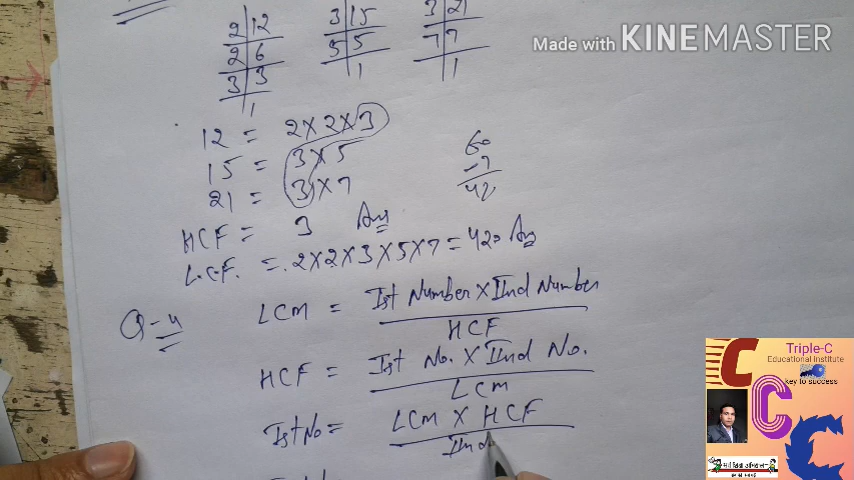 2 12 3 15 3 21
2 6 5 5 7 7
3 3 1 1
1
12 = 2 × 2 × 3
15 = 3 × 5
21 = 3 × 7
60
7
42
HCF = 3 Ans
L.C.F. = 2×2×3×5×7 = 420 Ans
Q-4 LCM = Ist Number × IInd Number
HCF
HCF = Ist No. × IInd No.
LCM
Ist No = LCM × HCF
IInd
Made with KINEMASTER
Triple-C
Educational Institute
key to success
C C C